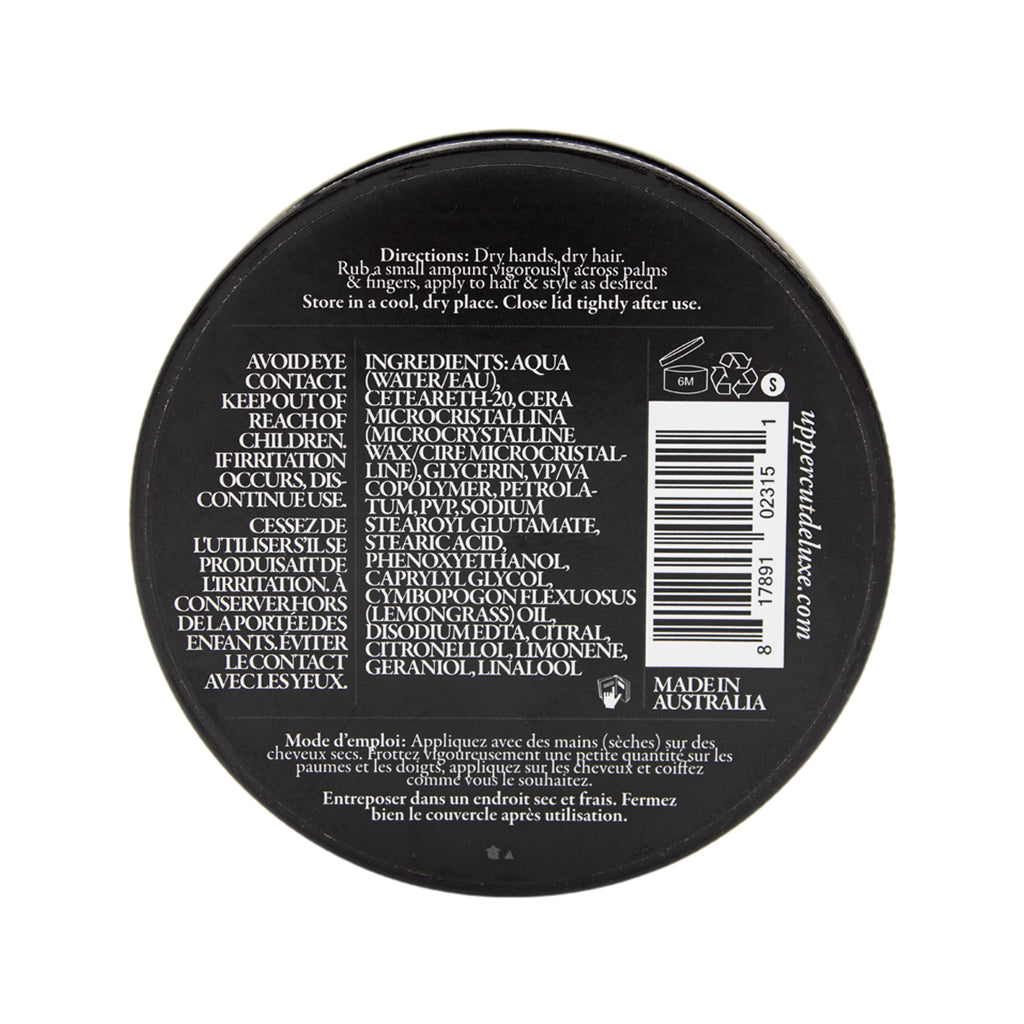 Directions: Dry hands, dry hair.
Rub a small amount vigorously across palms
& fingers, apply to hair & style as desired.
Store in a cool, dry place. Close lid tightly after use.
AVOID EYE
CONTACT.
KEEP OUT OF
REACH OF
CHILDREN.
IF IRRITATION
OCCURS, DIS-
CONTINUE USE.
CESSEZ DE
L'UTILISER S'IL SE
PRODUISAIT DE
L'IRRITATION. À
CONSERVER HORS
DE LA PORTÉE DES
ENFANTS. ÉVITER
LE CONTACT
AVEC LES YEUX.
INGREDIENTS: AQUA
(WATER/EAU),
CETEARETH-20, CERA
MICROCRISTALLINA
(MICROCRYSTALLINE
WAX/CIRE MICROCRISTAL-
LINE), GLYCERIN, VP/VA
COPOLYMER, PETROLA-
TUM, PVP, SODIUM
STEAROYL GLUTAMATE,
STEARIC ACID,
PHENOXYETHANOL,
CAPRYLYL GLYCOL,
CYMBOPOGON FLEXUOSUS
(LEMONGRASS) OIL,
DISODIUM EDTA, CITRAL,
CITRONELLOL, LIMONENE,
GERANIOL, LINALOOL
6M
S
8 17891 02315 1
uppercutdeluxe.com
MADE IN
AUSTRALIA
Mode d'emploi: Appliquez avec des mains (sèches) sur des
cheveux secs. Frottez vigoureusement une petite quantité sur les
paumes et les doigts, appliquez sur les cheveux et coiffez
comme vous le souhaitez.
Entreposer dans un endroit sec et frais. Fermez
bien le couvercle après utilisation.